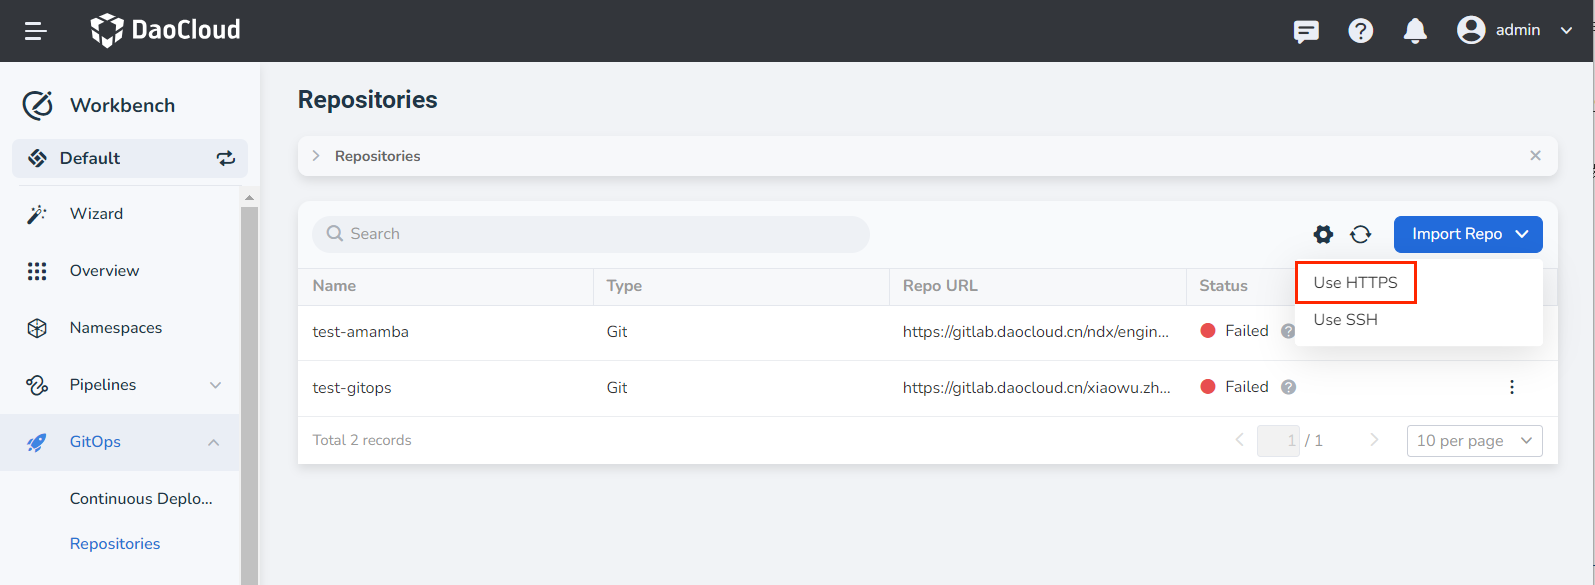 DaoCloud
admin
Workbench
Default
Wizard
Overview
Namespaces
Pipelines
GitOps
Continuous Deplo...
Repositories
Repositories
Repositories
Search
Import Repo
Use HTTPS
Use SSH
Name Type Repo URL Status
test-amamba Git https://gitlab.daocloud.cn/ndx/engin... Failed
test-gitops Git https://gitlab.daocloud.cn/xiaowu.zh... Failed
Total 2 records
1 / 1
10 per page